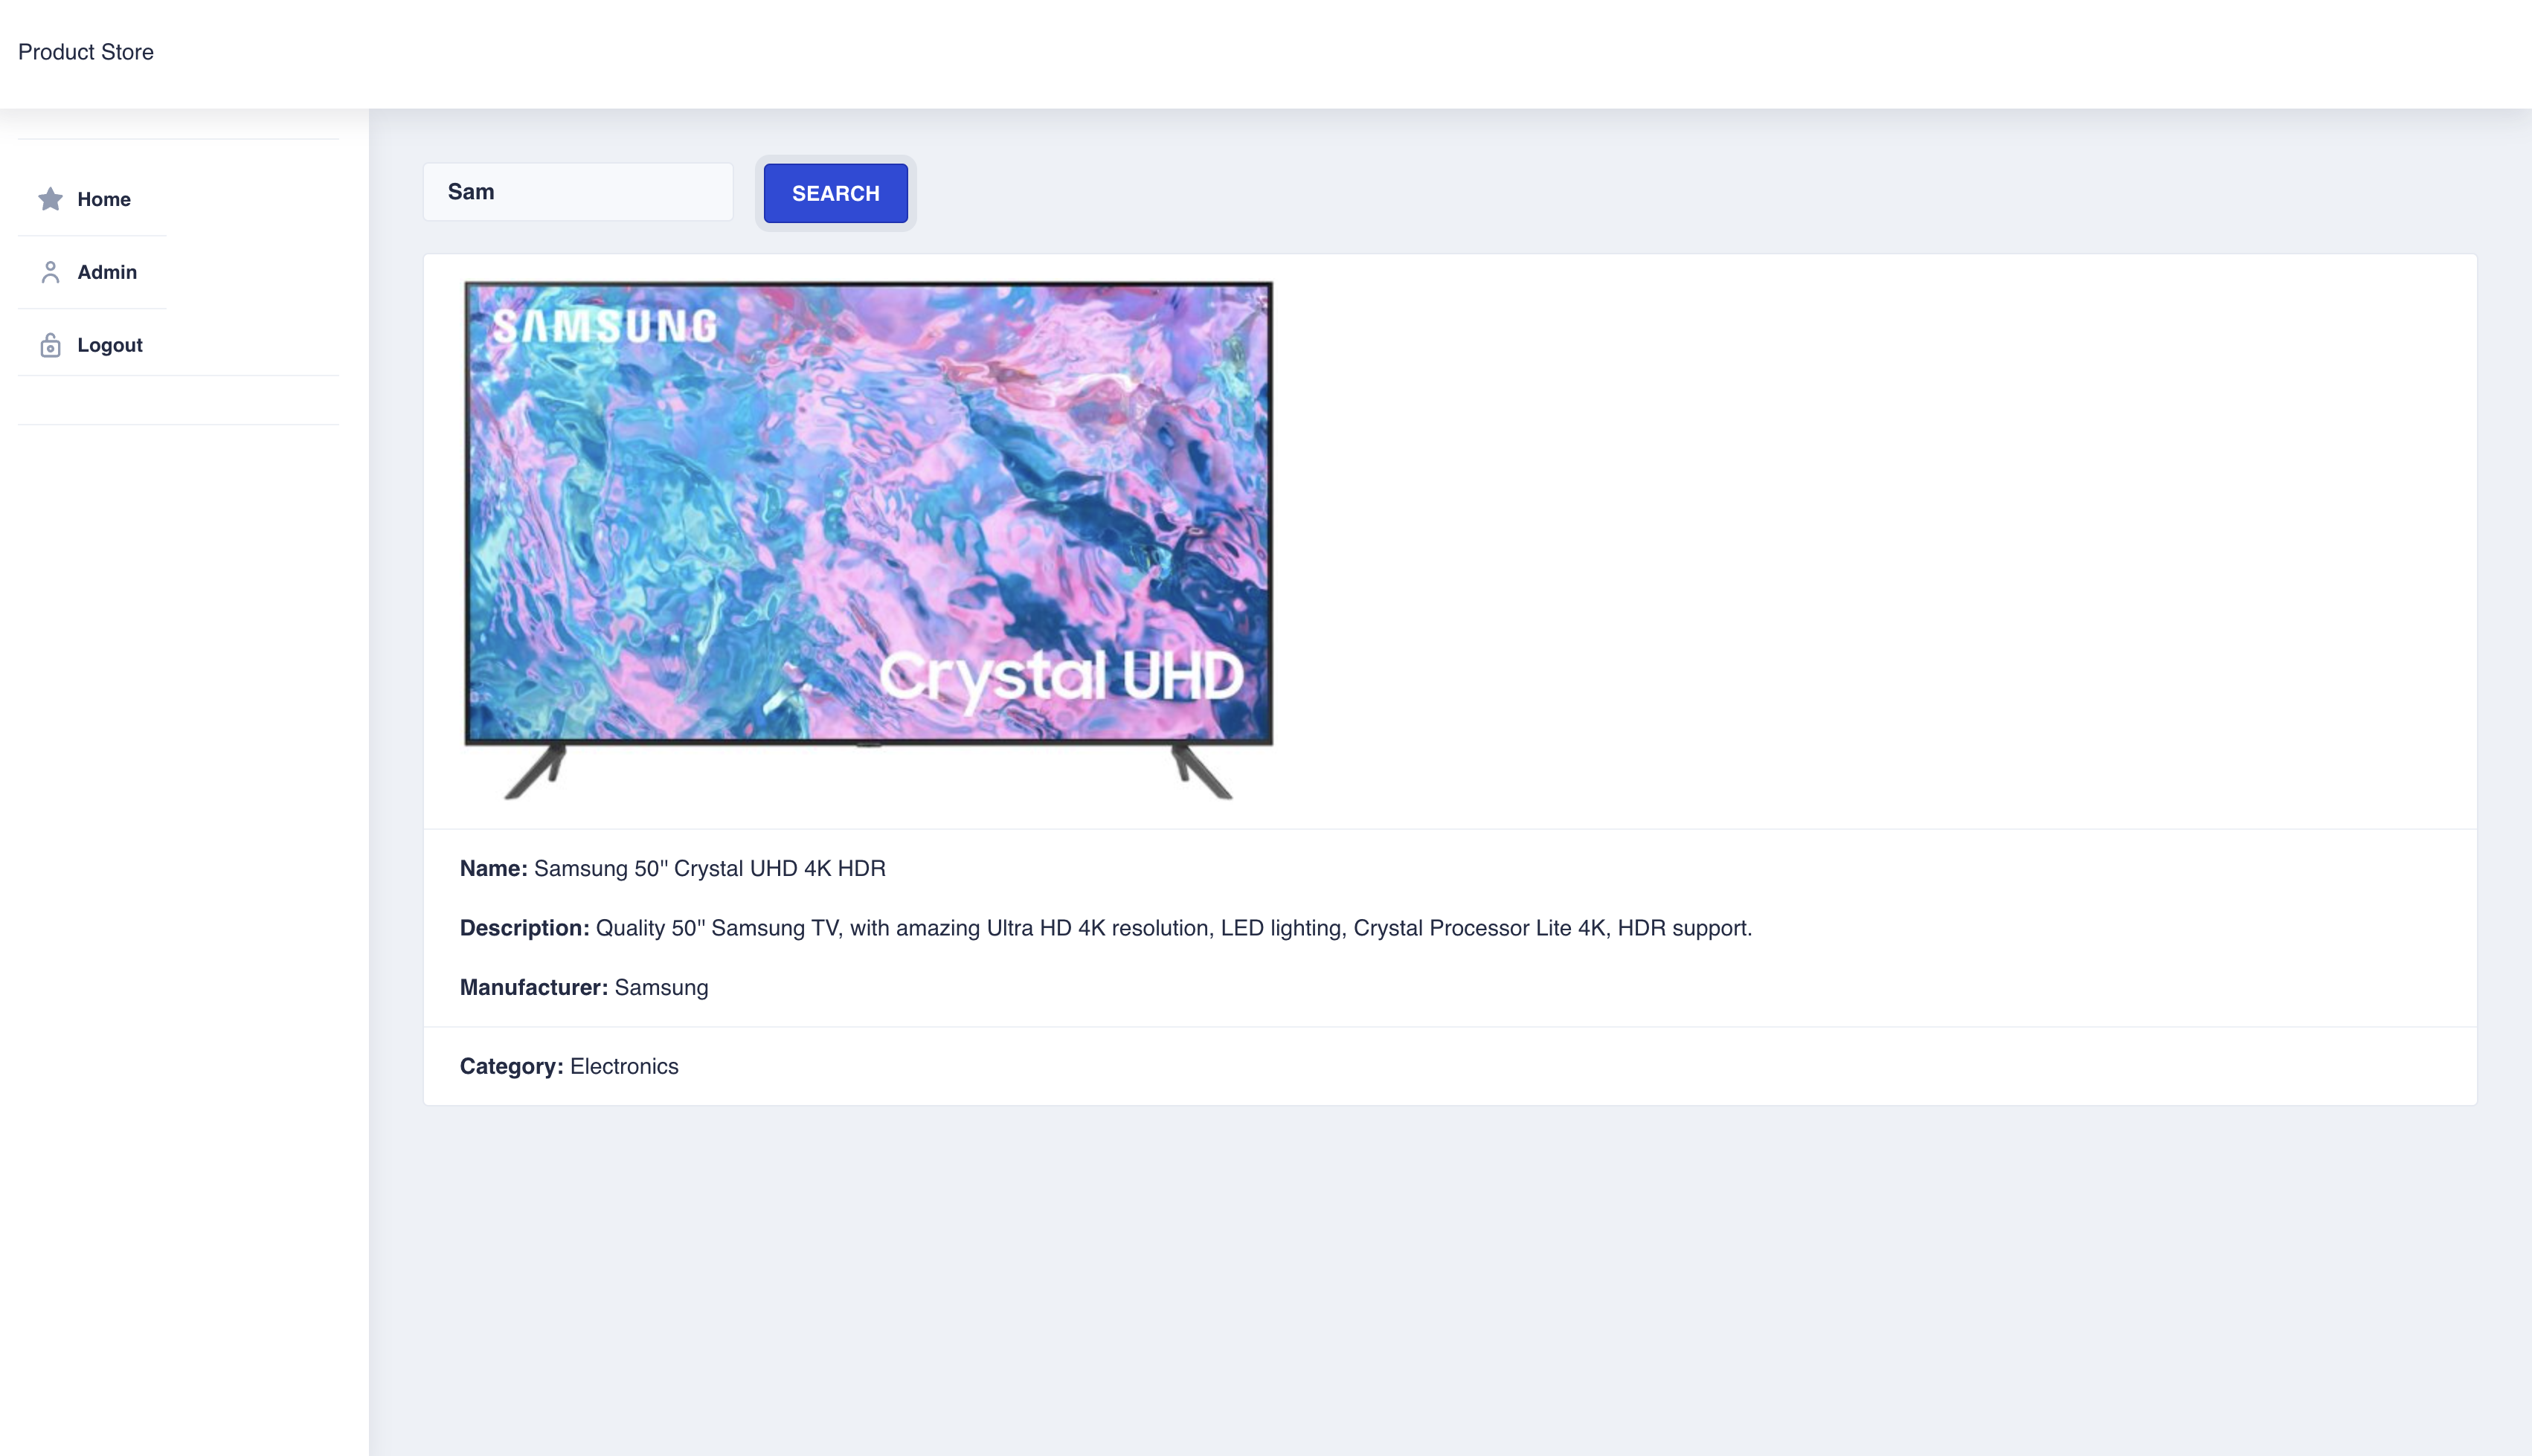 Product Store
Home
Admin
Logout
Sam
SEARCH
SAMSUNG
Crystal UHD
Name: Samsung 50" Crystal UHD 4K HDR
Description: Quality 50" Samsung TV, with amazing Ultra HD 4K resolution, LED lighting, Crystal Processor Lite 4K, HDR support.
Manufacturer: Samsung
Category: Electronics